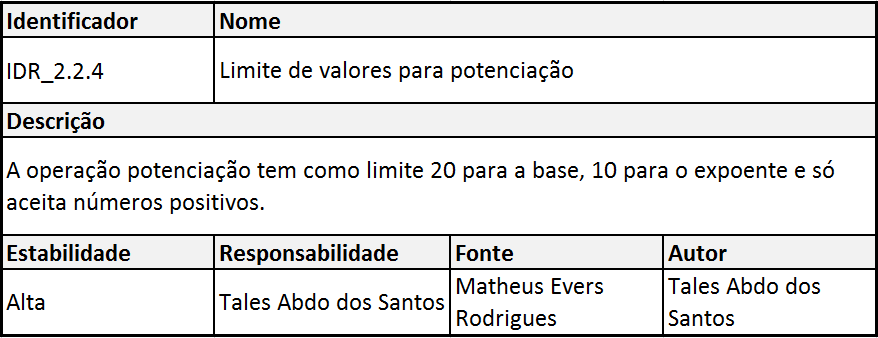 Identificador Nome
IDR_2.2.4 Limite de valores para potenciação
Descrição
A operação potenciação tem como limite 20 para a base, 10 para o expoente e só
aceita números positivos.
Estabilidade Responsabilidade Fonte Autor
Alta Tales Abdo dos Santos Matheus Evers Rodrigues Tales Abdo dos Santos